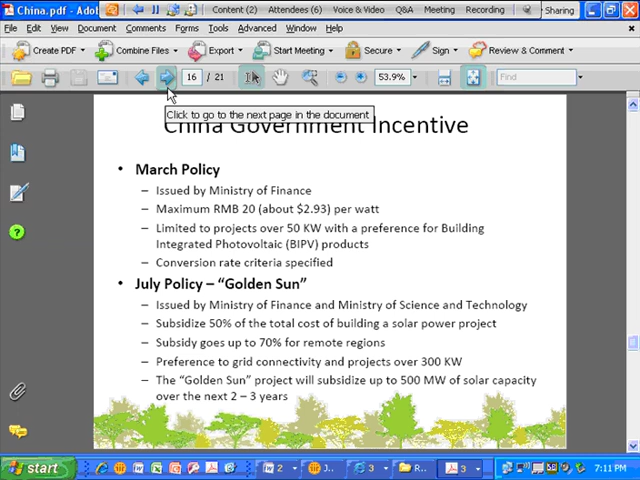 China.pdf - Adol
Content (2) Attendees (1) Voice & Video Q&A Meeting Recording Sharing
File Edit View Document Comments Forms Tools Advanced Window Help
Create PDF Combine Files Export Start Meeting Secure Sign Review & Comment
16 / 21 53.9% Find
Click to go to the next page in the document
China Government Incentive
• March Policy
– Issued by Ministry of Finance
– Maximum RMB 20 (about $2.93) per watt
– Limited to projects over 50 KW with a preference for Building
Integrated Photovoltaic (BIPV) products
– Conversion rate criteria specified
• July Policy – “Golden Sun”
– Issued by Ministry of Finance and Ministry of Science and Technology
– Subsidize 50% of the total cost of building a solar power project
– Subsidy goes up to 70% for remote regions
– Preference to grid connectivity and projects over 300 KW
– The “Golden Sun” project will subsidize up to 500 MW of solar capacity
over the next 2 – 3 years
start 2 J... 3 R... 3 7:11 PM